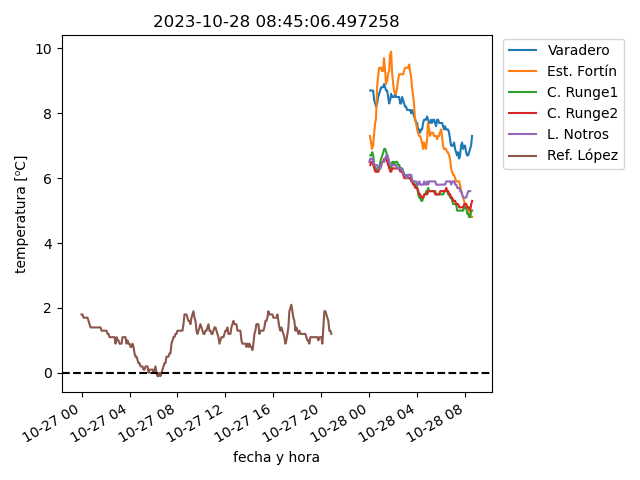 2023-10-28 08:45:06.497258
temperatura [ºC]
10
8
6
4
2
0
10-27 00
10-27 04
10-27 08
10-27 12
10-27 16
10-27 20
10-28 00
10-28 04
10-28 08
fecha y hora
Varadero
Est. Fortín
C. Runge1
C. Runge2
L. Notros
Ref. López